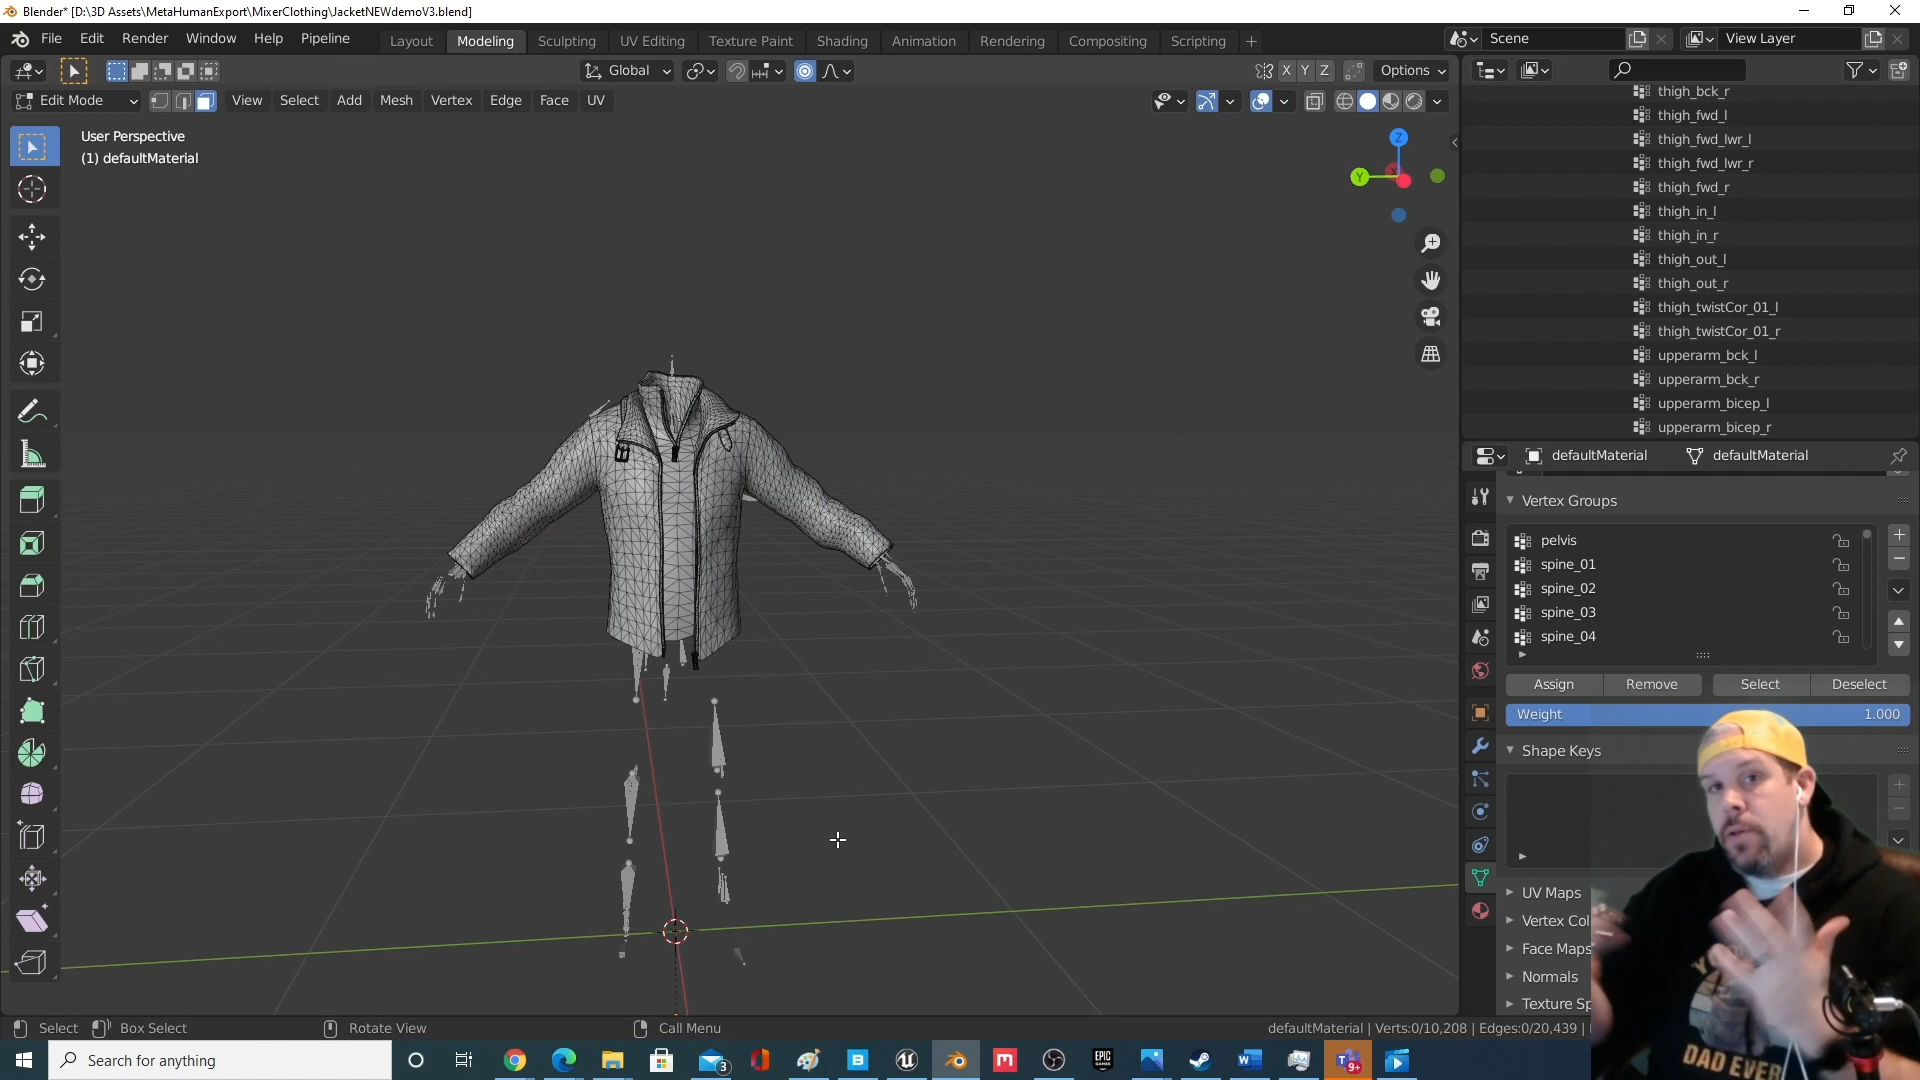 Blender* [D:\3D Assets\MetaHumanExport\MixerClothing\JacketNEWdemoV3.blend]
File Edit Render Window Help Pipeline
Layout Modeling Sculpting UV Editing Texture Paint Shading Animation Rendering Compositing Scripting +
Scene
View Layer
Global
X Y Z
Options
Edit Mode
View Select Add Mesh Vertex Edge Face UV
User Perspective
(1) defaultMaterial
Z
Y
thigh_bck_r
thigh_fwd_l
thigh_fwd_lwr_l
thigh_fwd_lwr_r
thigh_fwd_r
thigh_in_l
thigh_in_r
thigh_out_l
thigh_out_r
thigh_twistCor_01_l
thigh_twistCor_01_r
upperarm_bck_l
upperarm_bck_r
upperarm_bicep_l
upperarm_bicep_r
defaultMaterial defaultMaterial
Vertex Groups
pelvis
spine_01
spine_02
spine_03
spine_04
Assign Remove Select Deselect
Weight 1.000
Shape Keys
UV Maps
Vertex Col
Face Maps
Normals
Texture Sp
DAD EVER
Select Box Select Rotate View Call Menu
defaultMaterial | Verts:0/10,208 | Edges:0/20,439 |
Search for anything
3
EPIC
GAMES
9+